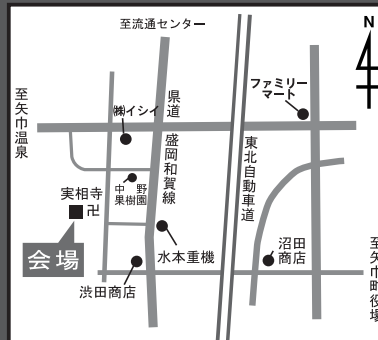 至流通センター
N
ファミリー
マート
㈱イシイ
県道
盛岡和賀線
至矢巾温泉
東北自動車道
中野
果樹園
実相寺
卍
会場
水本重機
沼田
商店
渋田商店
至矢巾町役場